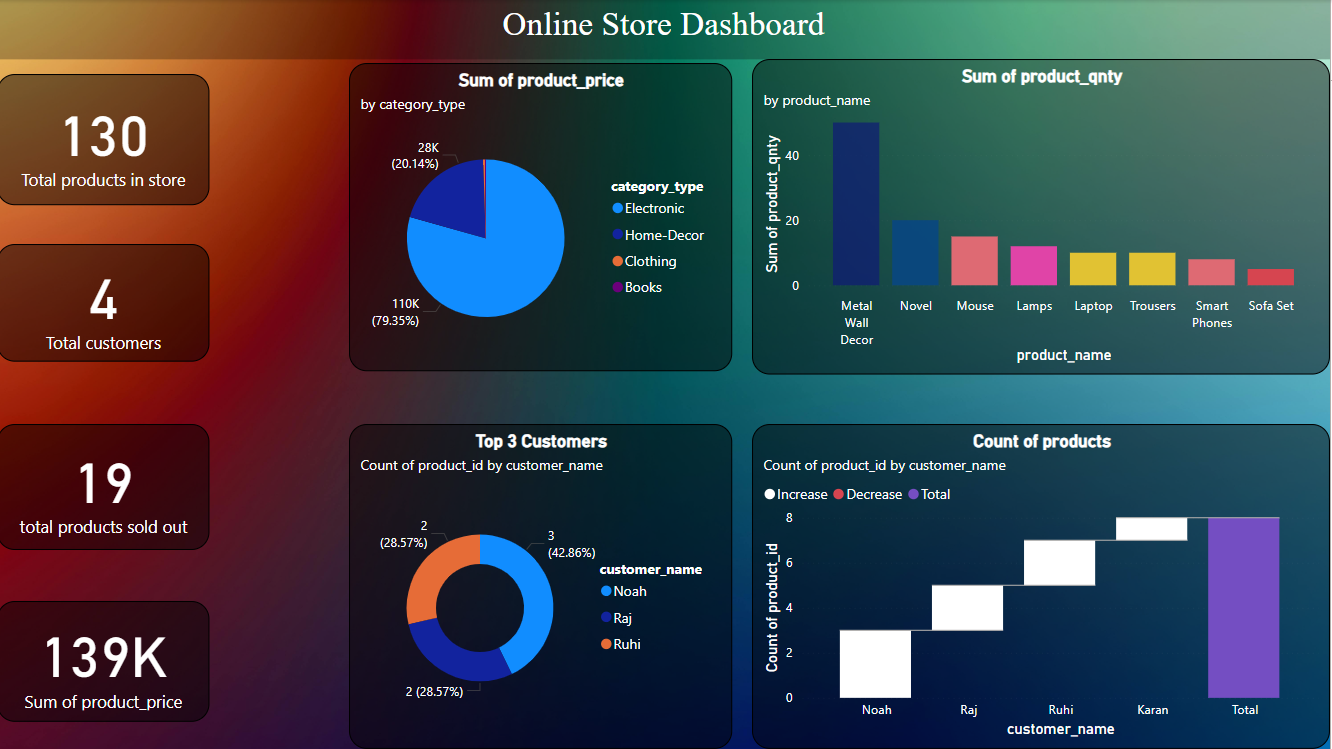 Online Store Dashboard
130
Total products in store
4
Total customers
19
total products sold out
139K
Sum of product_price
Sum of product_price
by category_type
28K
(20.14%)
110K
(79.35%)
category_type
Electronic
Home-Decor
Clothing
Books
Sum of product_qnty
by product_name
Sum of product_qnty
40
20
0
Metal
Wall
Decor
Novel
Mouse
Lamps
Laptop
Trousers
Smart
Phones
Sofa Set
product_name
Top 3 Customers
Count of product_id by customer_name
2
(28.57%)
3
(42.86%)
2 (28.57%)
customer_name
Noah
Raj
Ruhi
Count of products
Count of product_id by customer_name
Increase Decrease Total
Count of product_id
8
6
4
2
0
Noah Raj Ruhi Karan Total
customer_name